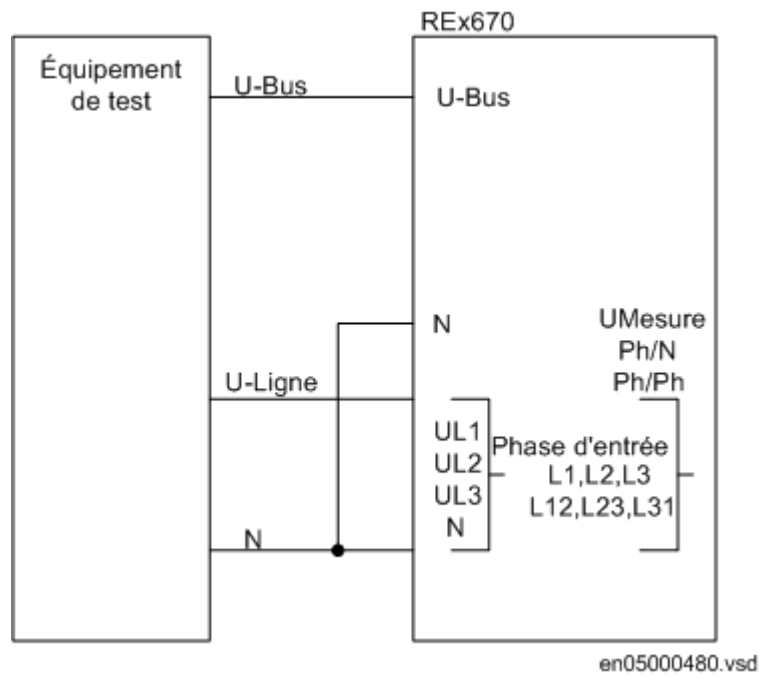 REx670
Équipement
de test
U-Bus
U-Bus
N
UMesure
Ph/N
Ph/Ph
U-Ligne
UL1
UL2
UL3
N
Phase d'entrée
L1,L2,L3
L12,L23,L31
N
en05000480.vsd